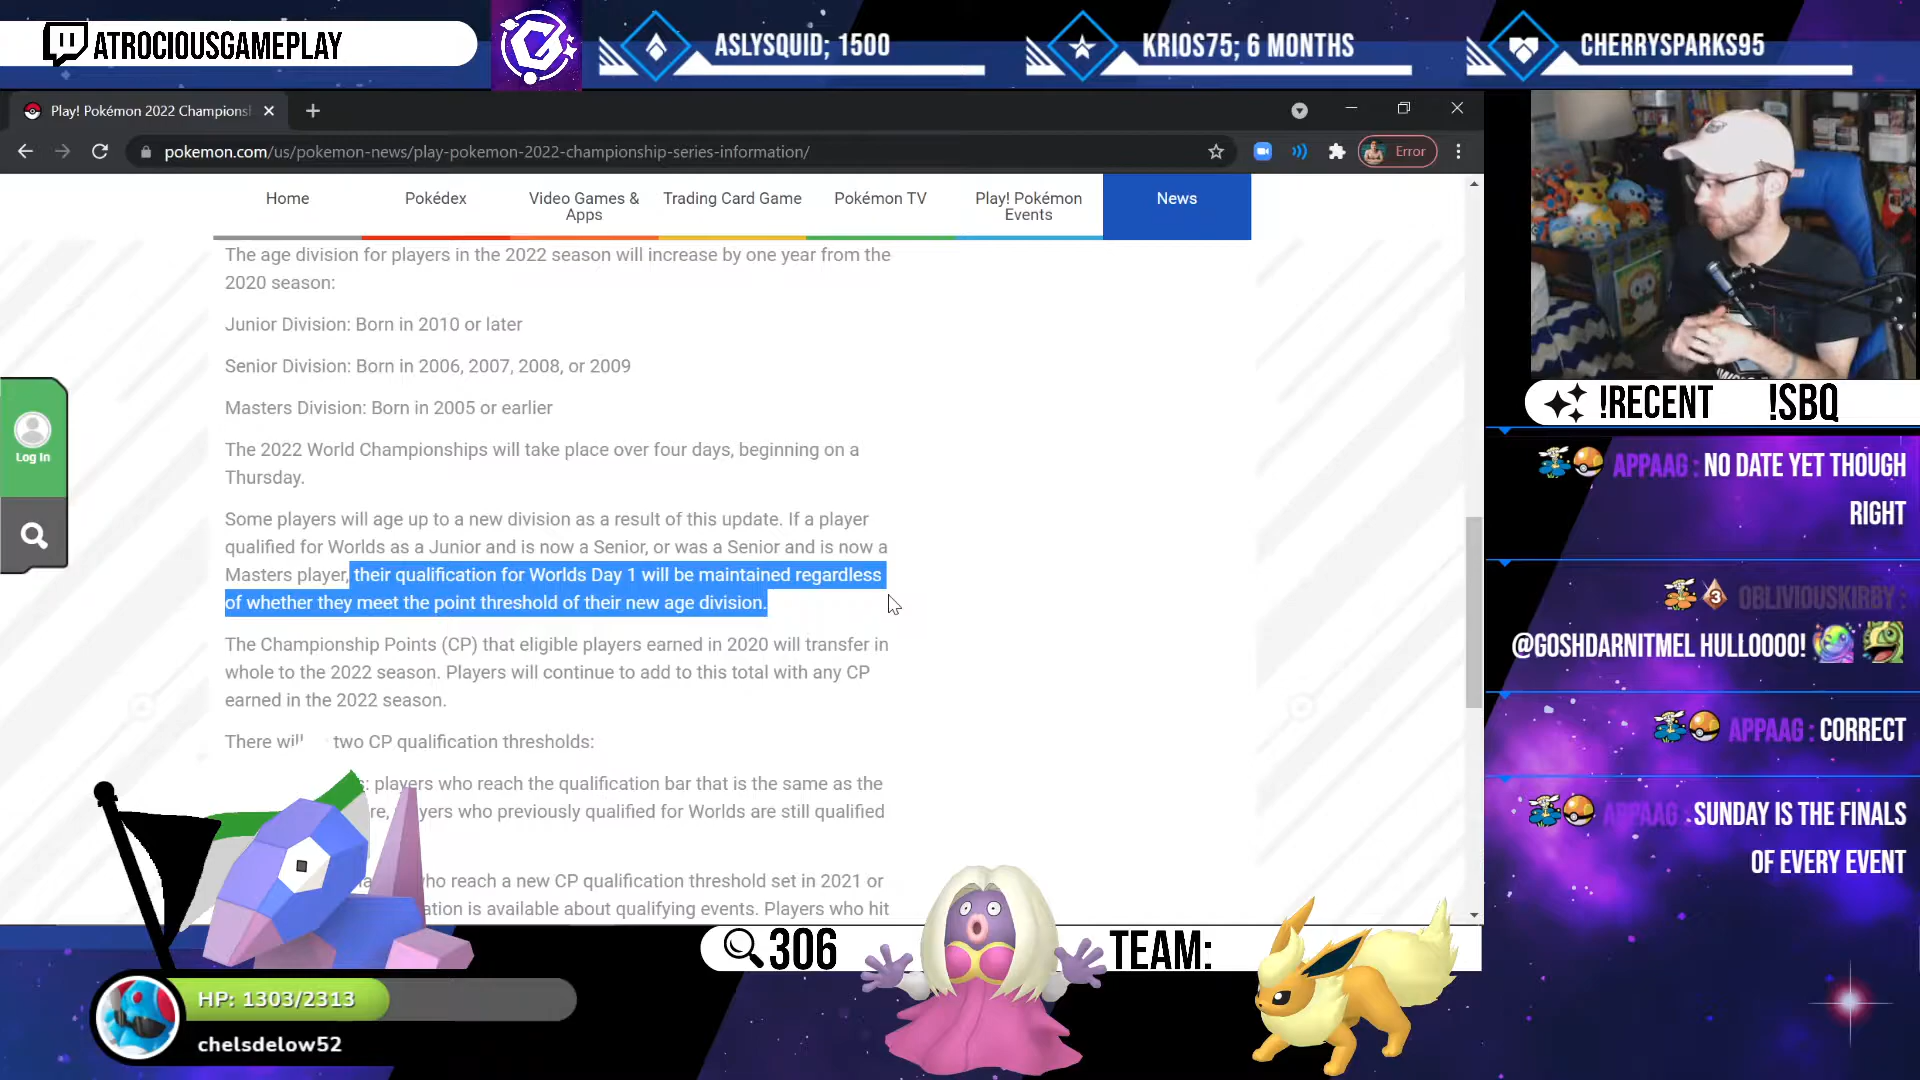 ATROCIOUSGAMEPLAY
ASLYSQUID; 1500
KRIOS75; 6 MONTHS
CHERRYSPARKS95
Play! Pokémon 2022 Champions
pokemon.com/us/pokemon-news/play-pokemon-2022-championship-series-information/
Error
Home
Pokédex
Video Games &
Apps
Trading Card Game
Pokémon TV
Play! Pokémon
Events
News
The age division for players in the 2022 season will increase by one year from the
2020 season:
Junior Division: Born in 2010 or later
Senior Division: Born in 2006, 2007, 2008, or 2009
Masters Division: Born in 2005 or earlier
The 2022 World Championships will take place over four days, beginning on a
Thursday.
Some players will age up to a new division as a result of this update. If a player
qualified for Worlds as a Junior and is now a Senior, or was a Senior and is now a
Masters player, their qualification for Worlds Day 1 will be maintained regardless
of whether they meet the point threshold of their new age division.
The Championship Points (CP) that eligible players earned in 2020 will transfer in
whole to the 2022 season. Players will continue to add to this total with any CP
earned in the 2022 season.
There will two CP qualification thresholds:
: players who reach the qualification bar that is the same as the
who previously qualified for Worlds are still qualified
who reach a new CP qualification threshold set in 2021 or
is available about qualifying events. Players who hit
Log In
!RECENT !SBQ
APPAAG : NO DATE YET THOUGH
RIGHT
3 OBLIVIOUSKIRBY :
@GOSHDARNITMEL HULLOOOO!
APPAAG : CORRECT
APPAAG : SUNDAY IS THE FINALS
OF EVERY EVENT
306
TEAM:
HP: 1303/2313
chelsdelow52